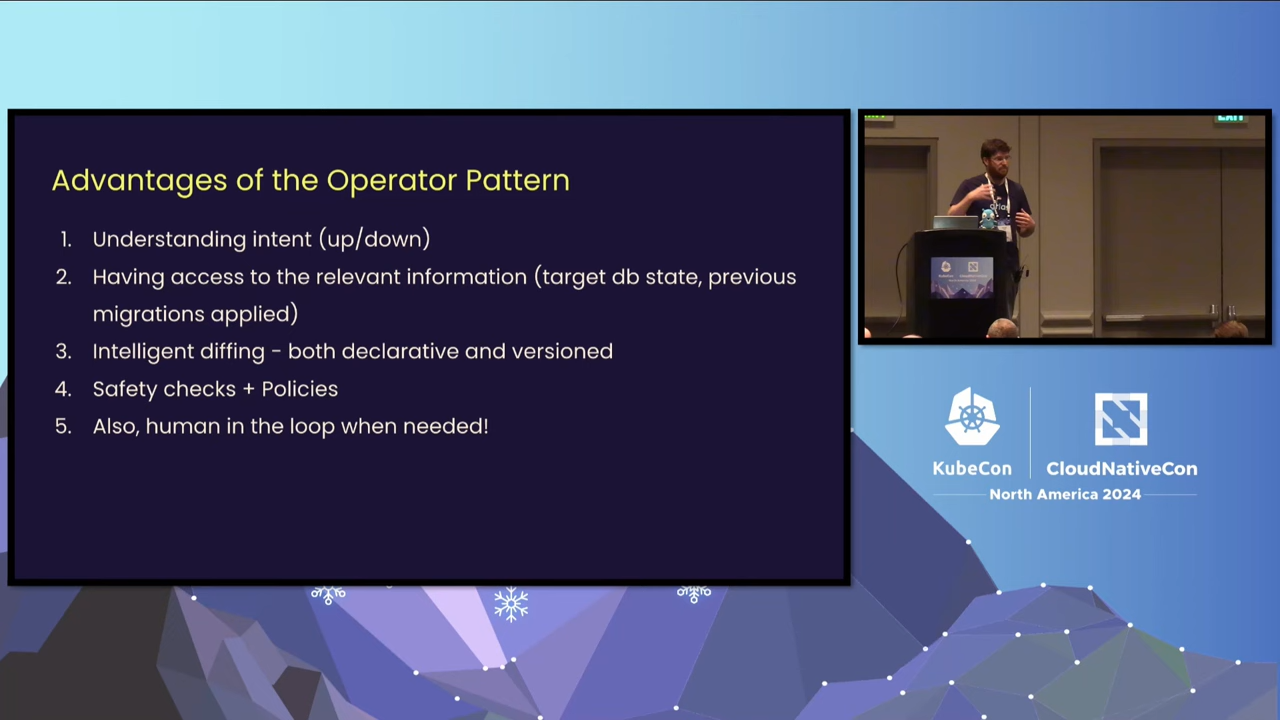 Advantages of the Operator Pattern
1. Understanding intent (up/down)
2. Having access to the relevant information (target db state, previous
migrations applied)
3. Intelligent diffing - both declarative and versioned
4. Safety checks + Policies
5. Also, human in the loop when needed!
EXIT
KubeCon
CloudNativeCon
North America 2024